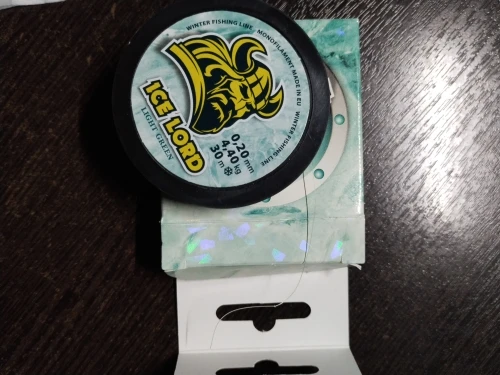 WINTER FISHING LINE MONOFILAMENT MADE IN EU WINTER FISHING LINE
ICE LORD
LIGHT GREEN
0,20 mm
4,40 kg
30 m